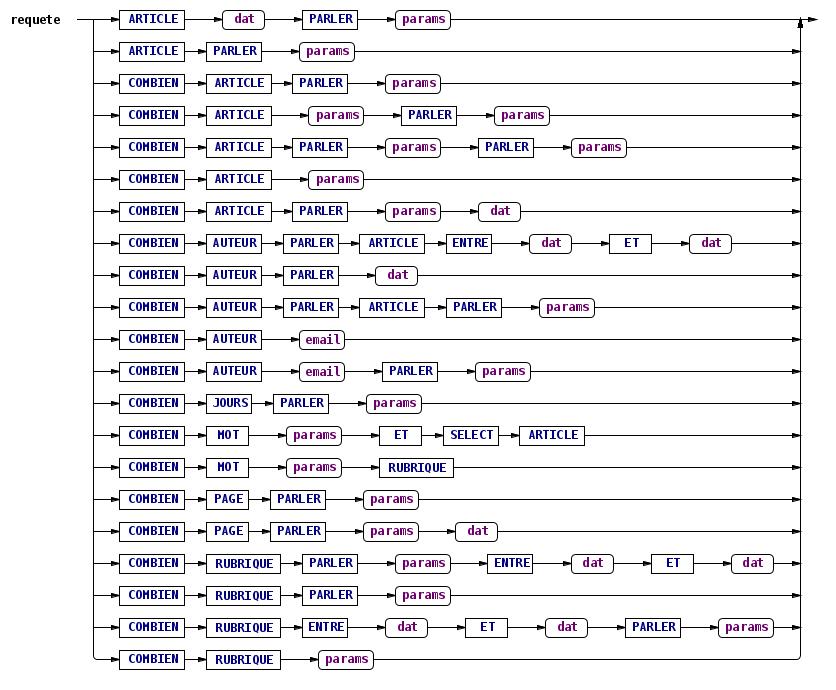 requete ARTICLE dat PARLER params
ARTICLE PARLER params
COMBIEN ARTICLE PARLER params
COMBIEN ARTICLE params PARLER params
COMBIEN ARTICLE PARLER params PARLER params
COMBIEN ARTICLE params
COMBIEN ARTICLE PARLER params dat
COMBIEN AUTEUR PARLER ARTICLE ENTRE dat ET dat
COMBIEN AUTEUR PARLER dat
COMBIEN AUTEUR PARLER ARTICLE PARLER params
COMBIEN AUTEUR email
COMBIEN AUTEUR email PARLER params
COMBIEN JOURS PARLER params
COMBIEN MOT params ET SELECT ARTICLE
COMBIEN MOT params RUBRIQUE
COMBIEN PAGE PARLER params
COMBIEN PAGE PARLER params dat
COMBIEN RUBRIQUE PARLER params ENTRE dat ET dat
COMBIEN RUBRIQUE PARLER params
COMBIEN RUBRIQUE ENTRE dat ET dat PARLER params
COMBIEN RUBRIQUE params